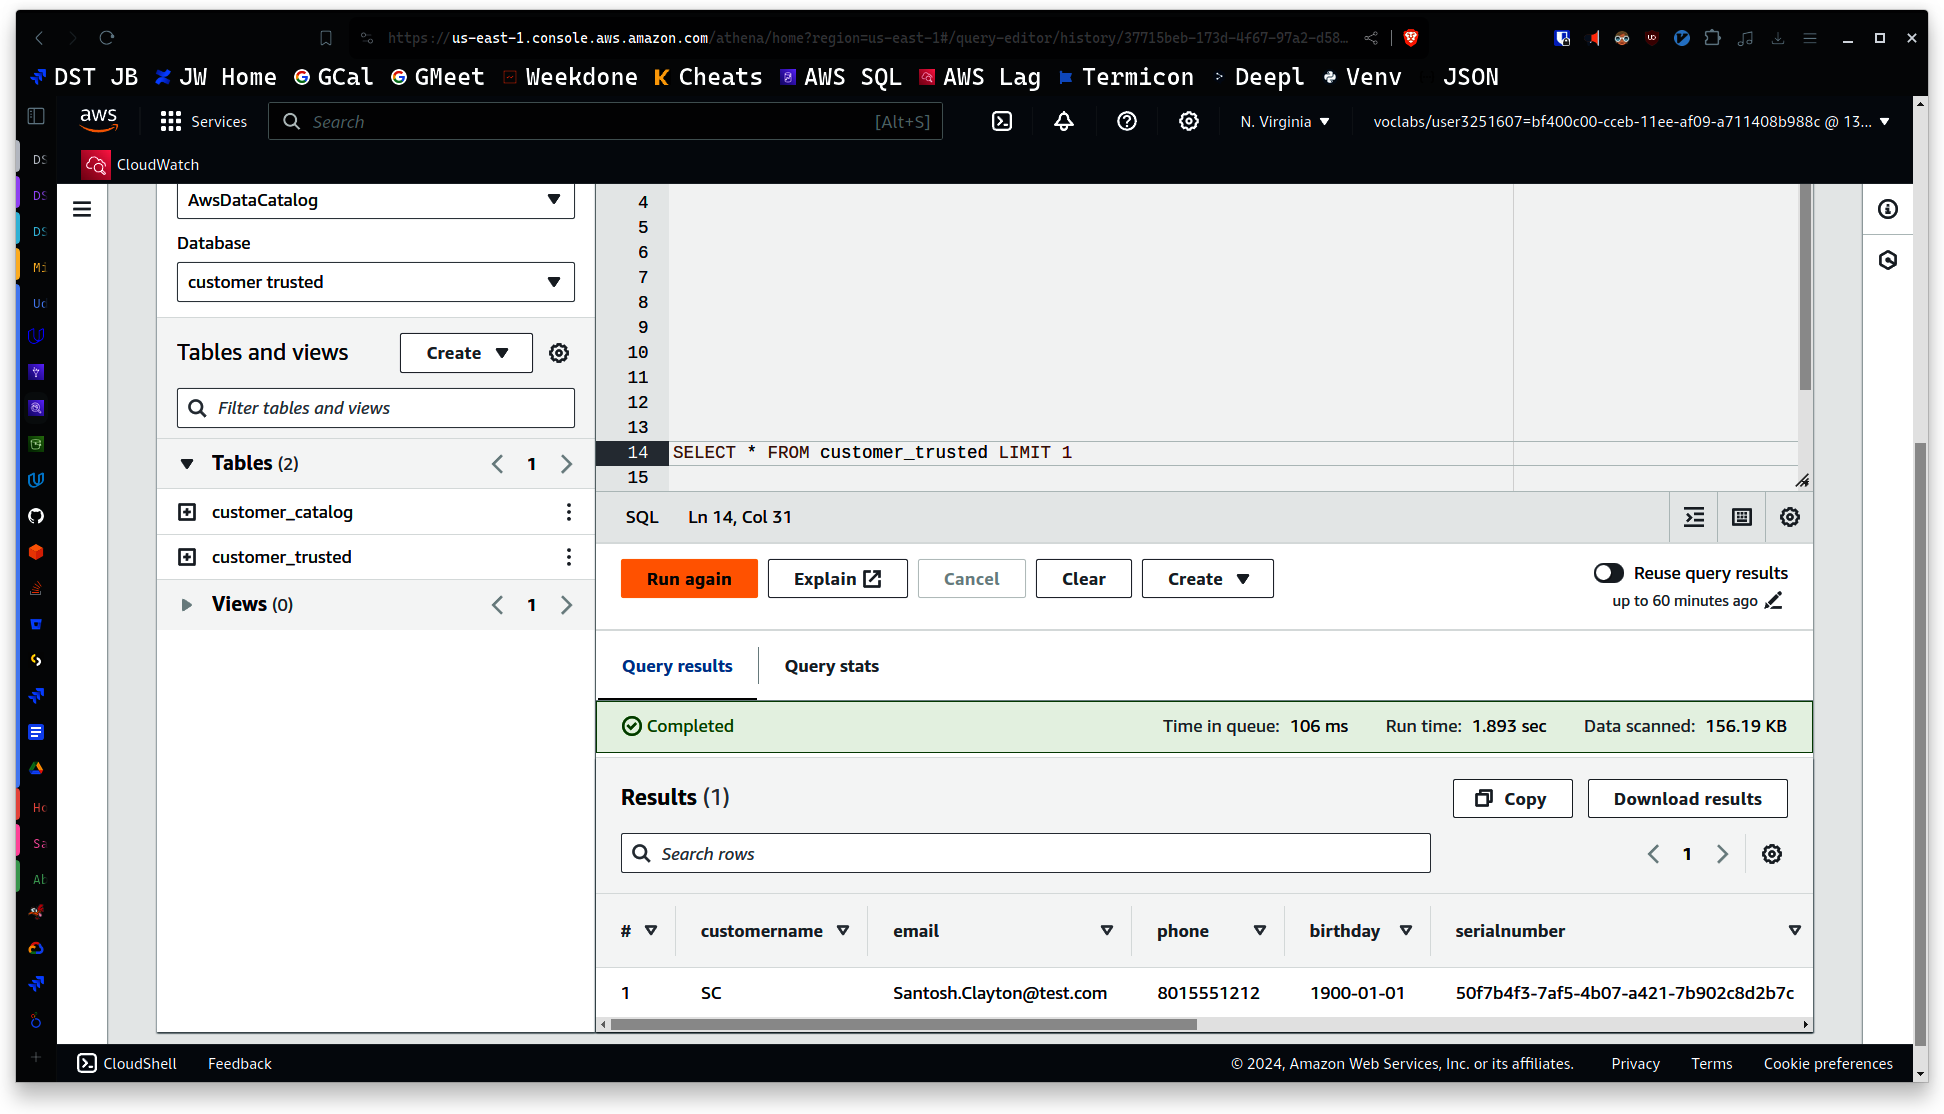 https://us-east-1.console.aws.amazon.com/athena/home?region=us-east-1#/query-editor/history/37715beb-173d-4f67-97a2-d58...
DST JB JW Home GCal GMeet Weekdone Cheats AWS SQL AWS Lag Termicon Deepl Venv JSON
aws Services Search [Alt+S] N. Virginia voclabs/user3251607=bf400c00-cceb-11ee-af09-a711408b988c @ 13...
CloudWatch
DS
DS
DS
Mi
Ud
Ho
Sa
Ab
AwsDataCatalog
Database
customer trusted
Tables and views Create
Filter tables and views
Tables (2) 1
customer_catalog
customer_trusted
Views (0) 1
4
5
6
7
8
9
10
11
12
13
14 SELECT * FROM customer_trusted LIMIT 1
15
SQL Ln 14, Col 31
Run again Explain Cancel Clear Create
Reuse query results
up to 60 minutes ago
Query results Query stats
Completed Time in queue: 106 ms Run time: 1.893 sec Data scanned: 156.19 KB
Results (1) Copy Download results
Search rows 1
# customername email phone birthday serialnumber
1 SC Santosh.Clayton@test.com 8015551212 1900-01-01 50f7b4f3-7af5-4b07-a421-7b902c8d2b7c
CloudShell Feedback © 2024, Amazon Web Services, Inc. or its affiliates. Privacy Terms Cookie preferences